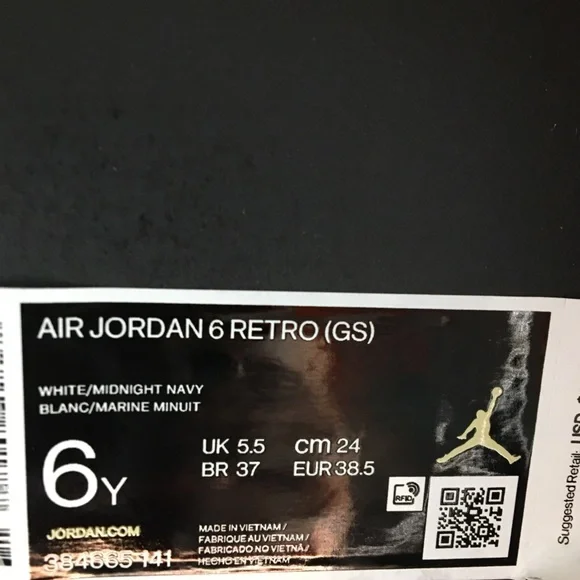 AIR JORDAN 6 RETRO (GS)
WHITE/MIDNIGHT NAVY
BLANC/MARINE MINUIT
6Y
UK 5.5 cm 24
BR 37 EUR 38.5
RFID
JORDAN.COM
384665 141
MADE IN VIETNAM /
FABRIQUE AU VIETNAM /
FABRICADO NO VIETNÃ /
HECHO EN VIETNAM
Suggested Retail: USD